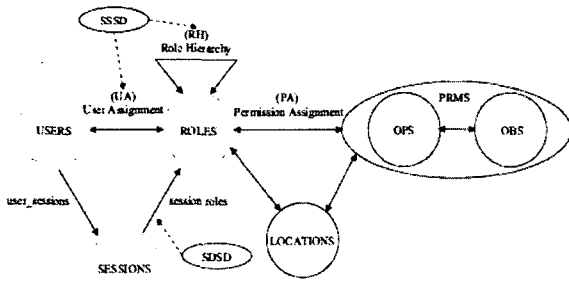 SSSD
(RH)
Role Hierarchy
(UA)
User Assignment
(PA)
Permission Assignment
PRMS
USERS
ROLES
OPS
OBS
user_sessions
session roles
LOCATIONS
SDSD
SESSIONS